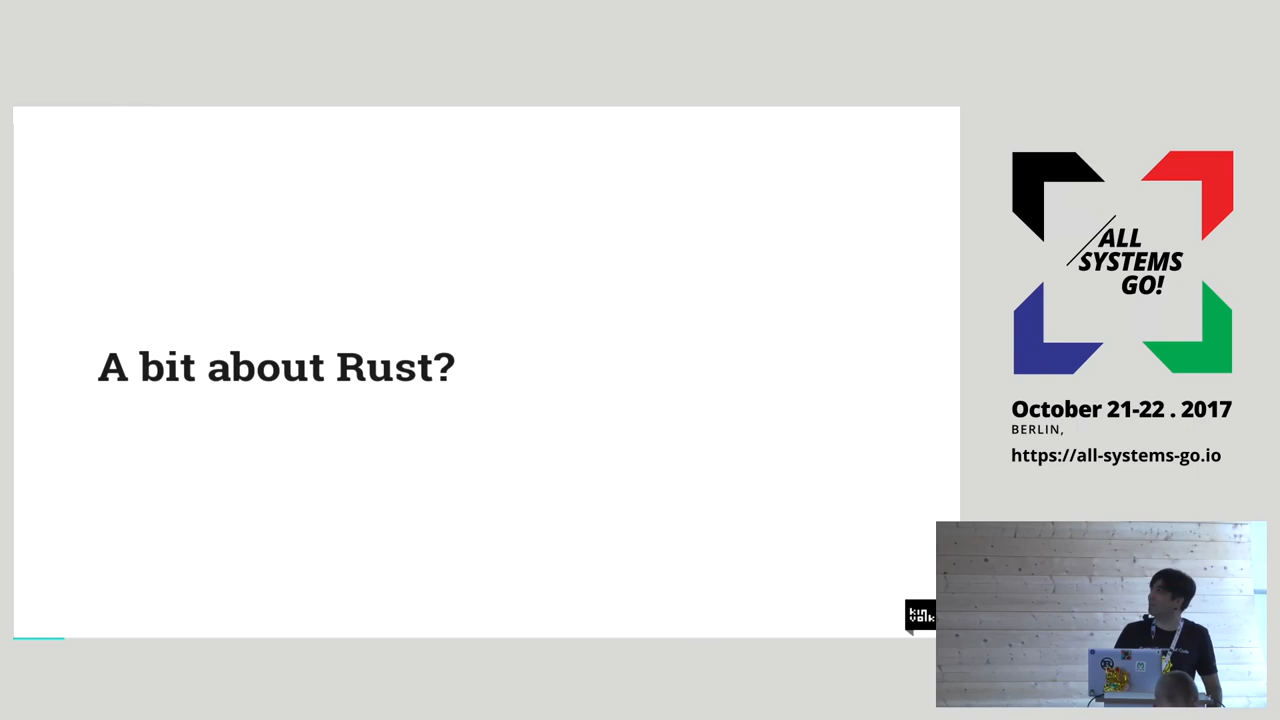 A bit about Rust?
kin
volk
ALL
SYSTEMS
GO!
October 21-22 . 2017
BERLIN,
https://all-systems-go.io